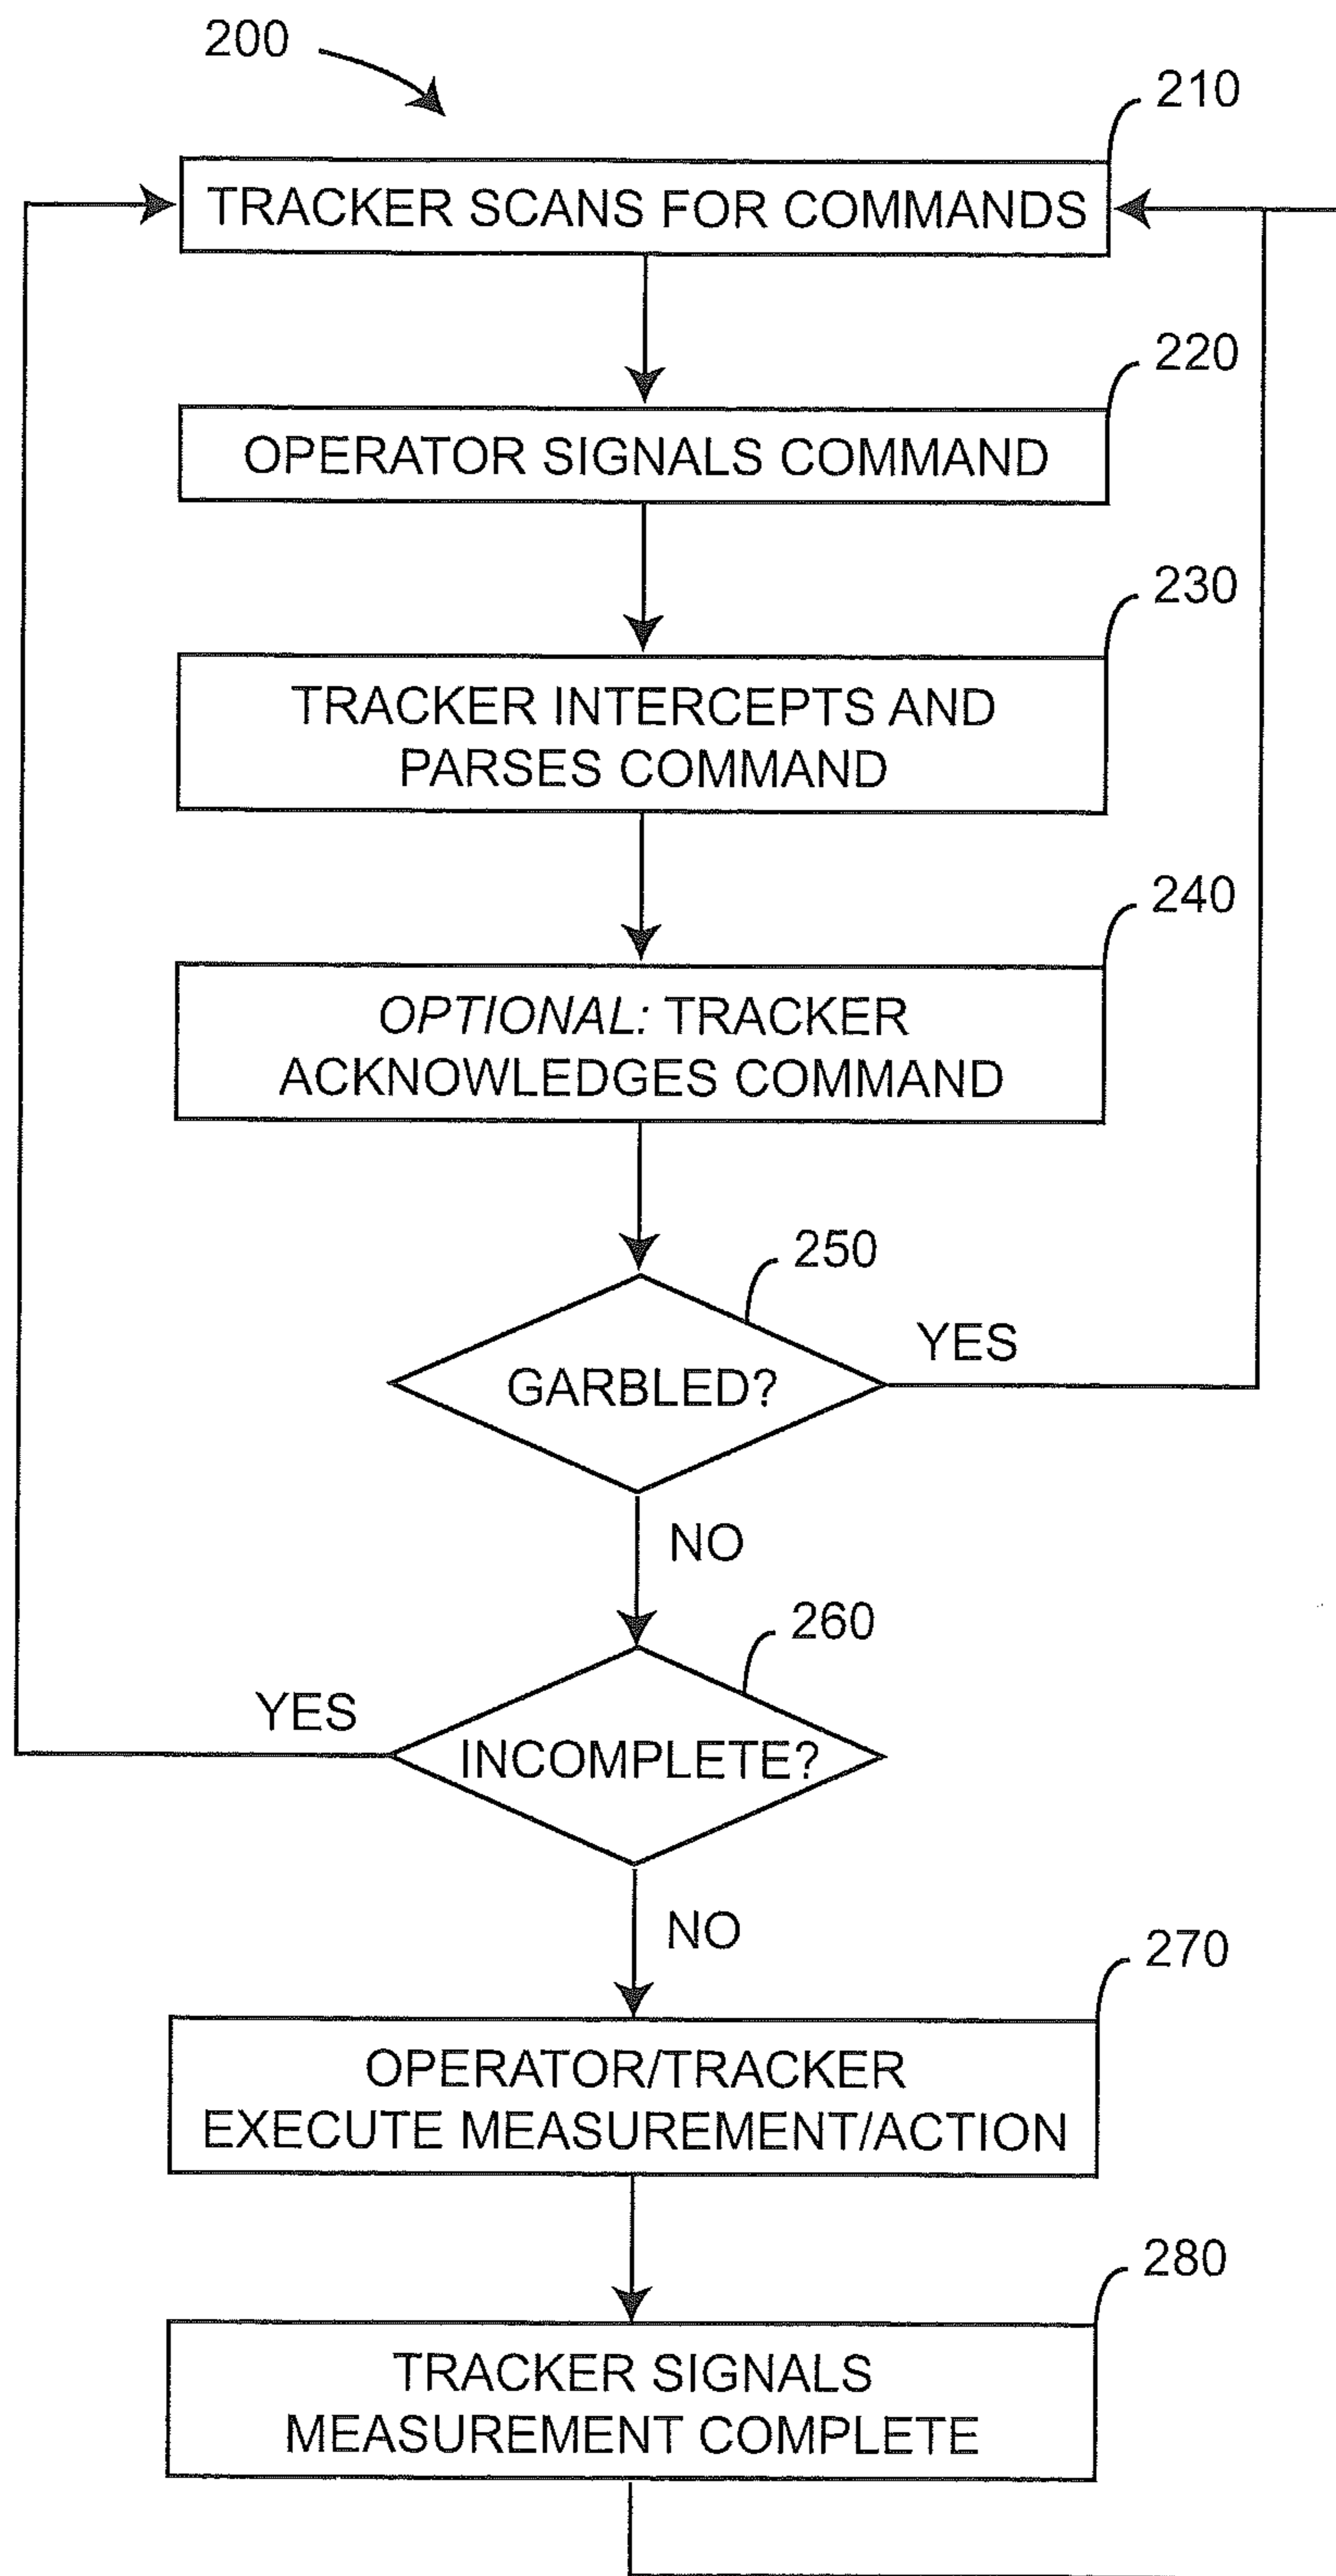 200
210
TRACKER SCANS FOR COMMANDS
220
OPERATOR SIGNALS COMMAND
230
TRACKER INTERCEPTS AND
PARSES COMMAND
240
OPTIONAL: TRACKER
ACKNOWLEDGES COMMAND
250
GARBLED?
YES
NO
260
YES
INCOMPLETE?
NO
270
OPERATOR/TRACKER
EXECUTE MEASUREMENT/ACTION
280
TRACKER SIGNALS
MEASUREMENT COMPLETE